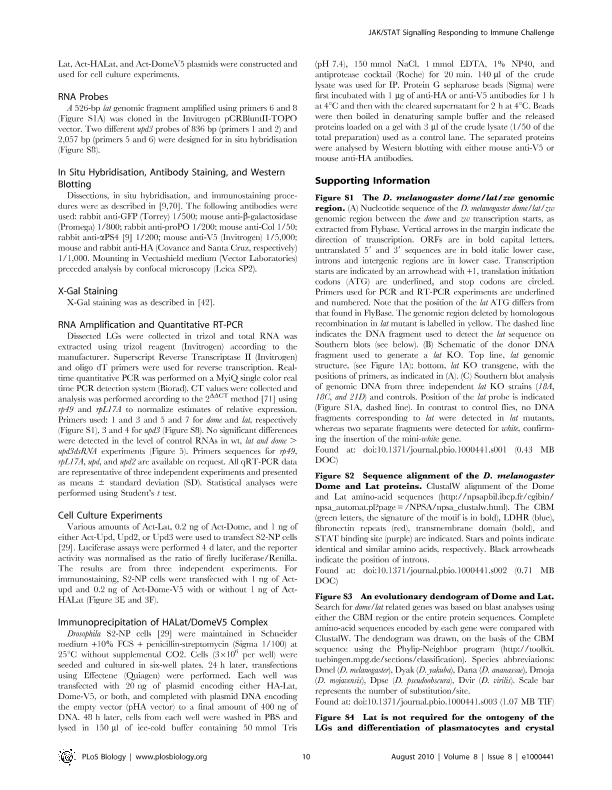 JAK/STAT Signalling Responding to Immune Challenge
Lat, Act-HALat, and Act-DomeV5 plasmids were constructed and
used for cell culture experiments.
RNA Probes
A 526-bp lat genomic fragment amplified using primers 6 and 8
(Figure S1A) was cloned in the Invitrogen pCRBluntII-TOPO
vector. Two different upd3 probes of 836 bp (primers 1 and 2) and
2,057 bp (primers 5 and 6) were designed for in situ hybridisation
(Figure S8).
In Situ Hybridisation, Antibody Staining, and Western
Blotting
Dissections, in situ hybridisation, and immunostaining proce-
dures were as described in [9,70]. The following antibodies were
used: rabbit anti-GFP (Torrey) 1/500; mouse anti-β-galactosidase
(Promega) 1/800; rabbit anti-proPO 1/200; mouse anti-Col 1/50;
rabbit anti-αPS4 [9] 1/200; mouse anti-V5 (Invitrogen) 1/5,000;
mouse and rabbit anti-HA (Covance and Santa Cruz, respectively)
1/1,000. Mounting in Vectashield medium (Vector Laboratories)
preceded analysis by confocal microscopy (Leica SP2).
X-Gal Staining
X-Gal staining was as described in [42].
RNA Amplification and Quantitative RT-PCR
Dissected LGs were collected in trizol and total RNA was
extracted using trizol reagent (Invitrogen) according to the
manufacturer. Superscript Reverse Transcriptase II (Invitrogen)
and oligo dT primers were used for reverse transcription. Real-
time quantitative PCR was performed on a MyiQ single color real
time PCR detection system (Biorad). CT values were collected and
analysis was performed according to the 2ΔΔCT method [71] using
rp49 and rpL17A to normalize estimates of relative expression.
Primers used: 1 and 3 and 5 and 7 for dome and lat, respectively
(Figure S1), 3 and 4 for upd3 (Figure S8). No significant differences
were detected in the level of control RNAs in wt, lat and dome >
upd3dsRNA experiments (Figure 5). Primers sequences for rp49,
rpL17A, upd, and upd2 are available on request. All qRT-PCR data
are representative of three independent experiments and presented
as means ± standard deviation (SD). Statistical analyses were
performed using Student's t test.
Cell Culture Experiments
Various amounts of Act-Lat, 0.2 ng of Act-Dome, and 1 ng of
either Act-Upd, Upd2, or Upd3 were used to transfect S2-NP cells
[29]. Luciferase assays were performed 4 d later, and the reporter
activity was normalised as the ratio of firefly luciferase/Renilla.
The results are from three independent experiments. For
immunostaining, S2-NP cells were transfected with 1 ng of Act-
upd and 0.2 ng of Act-Dome-V5 with or without 1 ng of Act-
HALat (Figure 3E and 3F).
Immunoprecipitation of HALat/DomeV5 Complex
Drosophila S2-NP cells [29] were maintained in Schneider
medium +10% FCS + penicillin-streptomycin (Sigma 1/100) at
25°C without supplemental CO2. Cells (3×10⁶ per well) were
seeded and cultured in six-well plates. 24 h later, transfections
using Effectene (Quiagen) were performed. Each well was
transfected with 20 ng of plasmid encoding either HA-Lat,
Dome-V5, or both, and completed with plasmid DNA encoding
the empty vector (pHA vector) to a final amount of 400 ng of
DNA. 48 h later, cells from each well were washed in PBS and
lysed in 150 µl of ice-cold buffer containing 50 mmol Tris
(pH 7.4), 150 mmol NaCl, 1 mmol EDTA, 1% NP40, and
antiprotease cocktail (Roche) for 20 min. 140 µl of the crude
lysate was used for IP. Protein G sepharose beads (Sigma) were
first incubated with 1 µg of anti-HA or anti-V5 antibodies for 1 h
at 4°C and then with the cleared supernatant for 2 h at 4°C. Beads
were then boiled in denaturing sample buffer and the released
proteins loaded on a gel with 3 µl of the crude lysate (1/50 of the
total preparation) used as a control lane. The separated proteins
were analysed by Western blotting with either mouse anti-V5 or
mouse anti-HA antibodies.
Supporting Information
Figure S1 The D. melanogaster dome/lat/zw genomic
region. (A) Nucleotide sequence of the D. melanogaster dome/lat/zw
genomic region between the dome and zw transcription starts, as
extracted from Flybase. Vertical arrows in the margin indicate the
direction of transcription. ORFs are in bold capital letters,
untranslated 5′ and 3′ sequences are in bold italic lower case,
introns and intergenic regions are in lower case. Transcription
starts are indicated by an arrowhead with +1, translation initiation
codons (ATG) are underlined, and stop codons are circled.
Primers used for PCR and RT-PCR experiments are underlined
and numbered. Note that the position of the lat ATG differs from
that found in FlyBase. The genomic region deleted by homologous
recombination in lat mutant is labelled in yellow. The dashed line
indicates the DNA fragment used to detect the lat sequence on
Southern blots (see below). (B) Schematic of the donor DNA
fragment used to generate a lat KO. Top line, lat genomic
structure, (see Figure 1A); bottom, lat KO transgene, with the
positions of primers, as indicated in (A). (C) Southern blot analysis
of genomic DNA from three independent lat KO strains (18A,
18C, and 21D) and controls. Position of the lat probe is indicated
(Figure S1A, dashed line). In contrast to control flies, no DNA
fragments corresponding to lat were detected in lat mutants,
whereas two separate fragments were detected for white, confirm-
ing the insertion of the mini-white gene.
Found at: doi:10.1371/journal.pbio.1000441.s001 (0.43 MB
DOC)
Figure S2 Sequence alignment of the D. melanogaster
Dome and Lat proteins. ClustalW alignment of the Dome
and Lat amino-acid sequences (http://npsapbil.ibcp.fr/cgibin/
npsa_automat.pl?page = /NPSA/npsa_clustalw.html). The CBM
(green letters, the signature of the motif is in bold), LDHR (blue),
fibronectin repeats (red), transmembrane domain (bold), and
STAT binding site (purple) are indicated. Stars and points indicate
identical and similar amino acids, respectively. Black arrowheads
indicate the position of introns.
Found at: doi:10.1371/journal.pbio.1000441.s002 (0.71 MB
DOC)
Figure S3 An evolutionary dendogram of Dome and Lat.
Search for dome/lat related genes was based on blast analyses using
either the CBM region or the entire protein sequences. Complete
amino-acid sequences encoded by each gene were compared with
ClustalW. The dendogram was drawn, on the basis of the CBM
sequence using the Phylip-Neighbor program (http://toolkit.
tuebingen.mpg.de/sections/classification). Species abbreviations:
Dmel (D. melanogaster), Dyak (D. yakuba), Dana (D. ananassae), Dmoja
(D. mojavensis), Dpse (D. pseudoobscura), Dvir (D. virilis). Scale bar
represents the number of substitution/site.
Found at: doi:10.1371/journal.pbio.1000441.s003 (1.07 MB TIF)
Figure S4 Lat is not required for the ontogeny of the
LGs and differentiation of plasmatocytes and crystal
PLoS Biology | www.plosbiology.org
10
August 2010 | Volume 8 | Issue 8 | e1000441